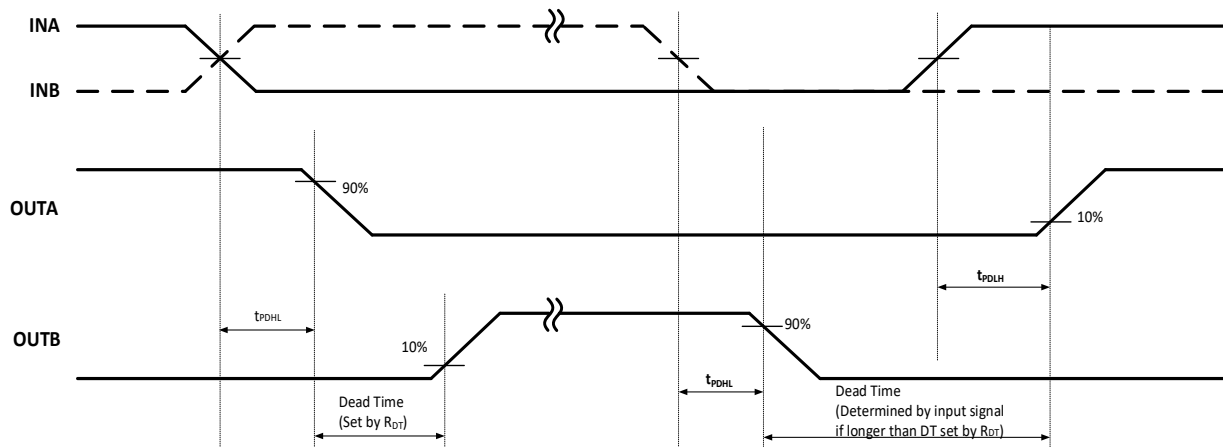 INA
INB
OUTA
90%
10%
tPDLH
tPDHL
OUTB
10%
90%
tPDHL
Dead Time
(Set by RDT)
Dead Time
(Determined by input signal
if longer than DT set by RDT)